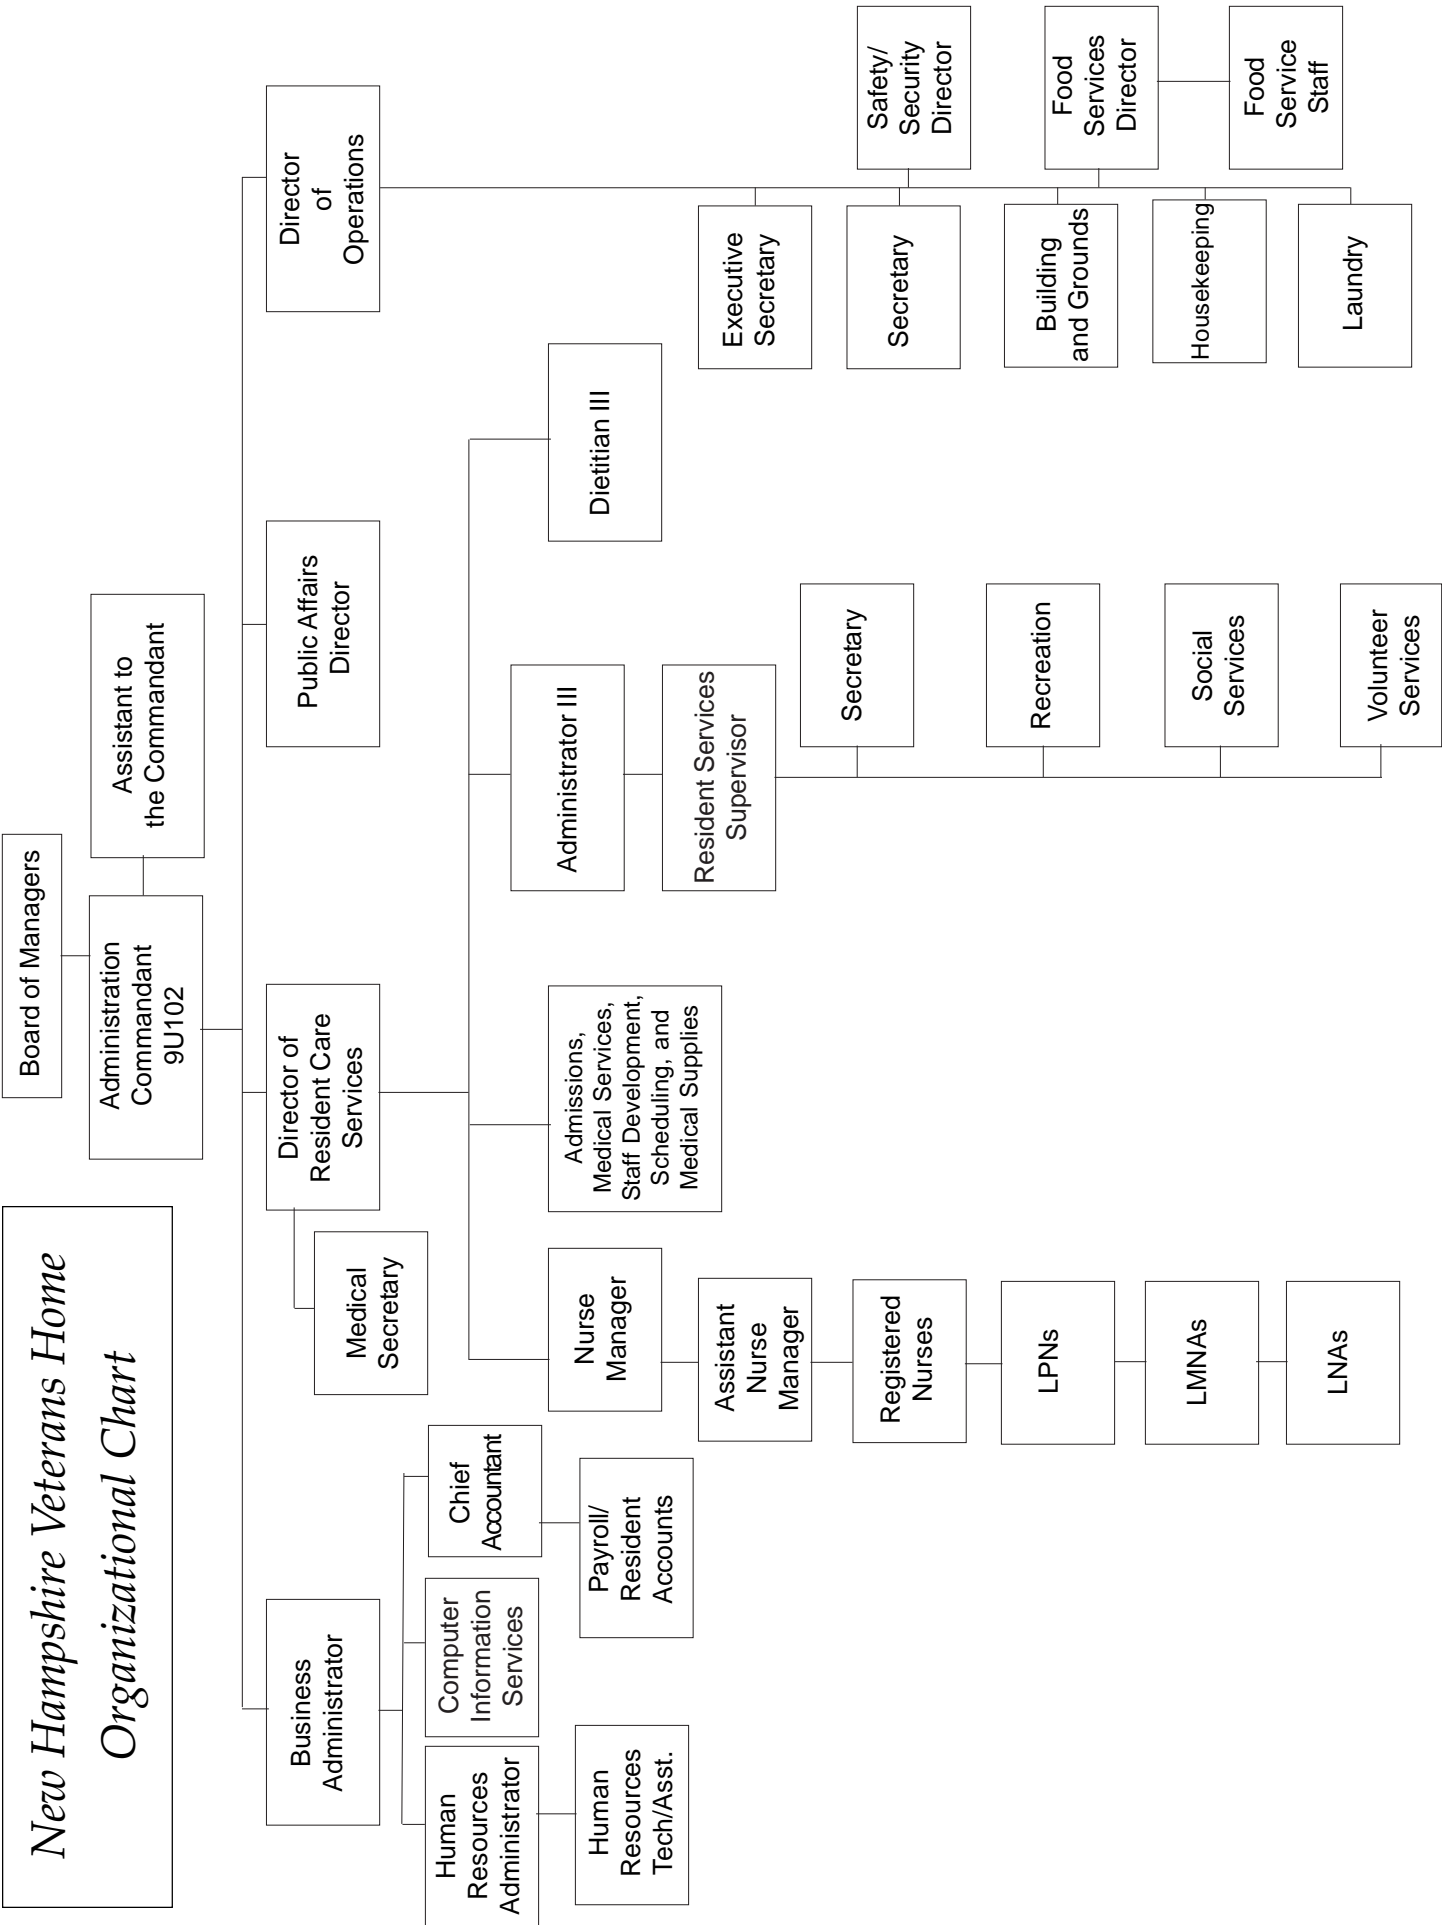 New Hampshire Veterans Home
Organizational Chart
Board of Managers
Administration
Commandant
9U102
Assistant to
the Commandant
Business
Administrator
Director of
Resident Care
Services
Public Affairs
Director
Director
of
Operations
Medical
Secretary
Human
Resources
Administrator
Computer
Information
Services
Chief
Accountant
Human
Resources
Tech/Asst.
Payroll/
Resident
Accounts
Nurse
Manager
Admissions,
Medical Services,
Staff Development,
Scheduling, and
Medical Supplies
Administrator III
Dietitian III
Assistant
Nurse
Manager
Registered
Nurses
LPNs
LMNAs
LNAs
Resident Services
Supervisor
Secretary
Recreation
Social
Services
Volunteer
Services
Executive
Secretary
Secretary
Safety/
Security
Director
Building
and Grounds
Food
Services
Director
Housekeeping
Food
Service
Staff
Laundry